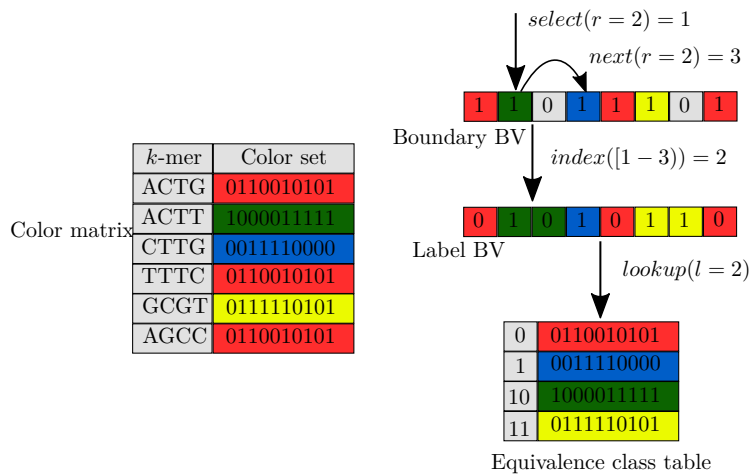 select(r = 2) = 1
next(r = 2) = 3
1 1 0 1 1 1 0 1
Boundary BV
index([1 − 3)) = 2
k-mer Color set
ACTG 0110010101
ACTT 1000011111
CTTG 0011110000
TTTC 0110010101
GCGT 0111110101
AGCC 0110010101
Color matrix
0 1 0 1 0 1 1 0
Label BV
lookup(l = 2)
0 0110010101
1 0011110000
10 1000011111
11 0111110101
Equivalence class table